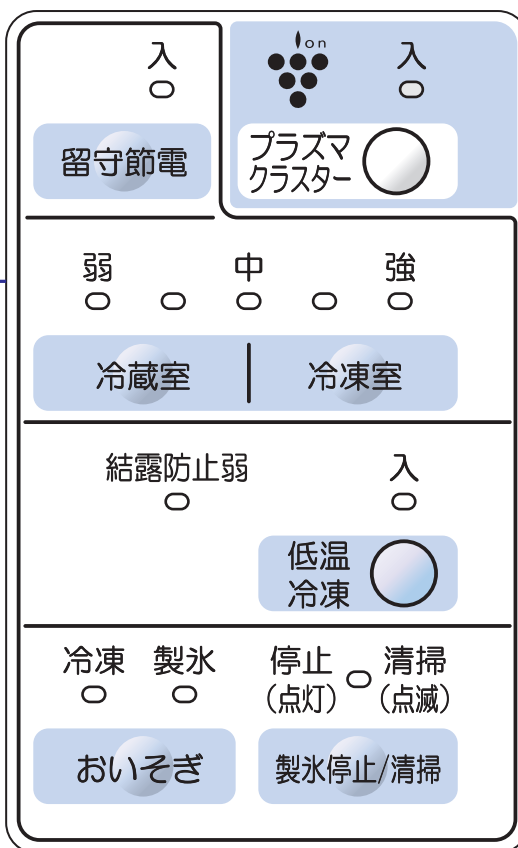 入
留守節電
ion
入
プラズマ
クラスター
弱 中 強
冷蔵室 冷凍室
結露防止弱 入
低温
冷凍
冷凍 製氷
停止 清掃
(点灯) (点滅)
おいそぎ 製氷停止/清掃